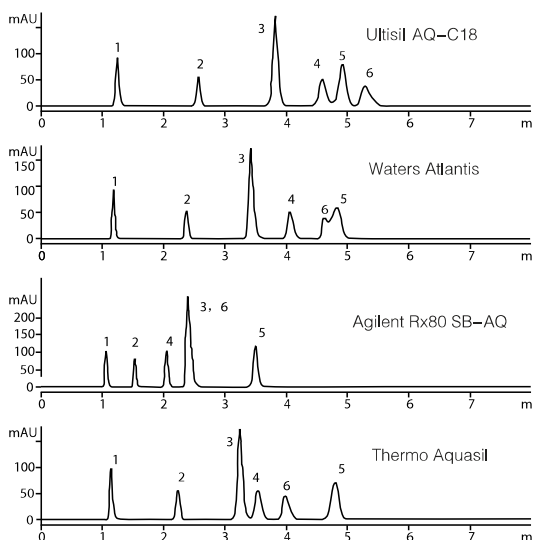 mAU
Ultisil AQ-C18
100
50
0
1 2 3 4 5 6
0 1 2 3 4 5 6 7 m
mAU
Waters Atlantis
150
100
50
0
1 2 3 4 6 5
0 1 2 3 4 5 6 7 m
mAU
Agilent Rx80 SB-AQ
200
150
100
50
0
1 2 4 3, 6 5
0 1 2 3 4 5 6 7 m
mAU
Thermo Aquasil
100
50
0
1 2 3 4 6 5
0 1 2 3 4 5 6 7 m